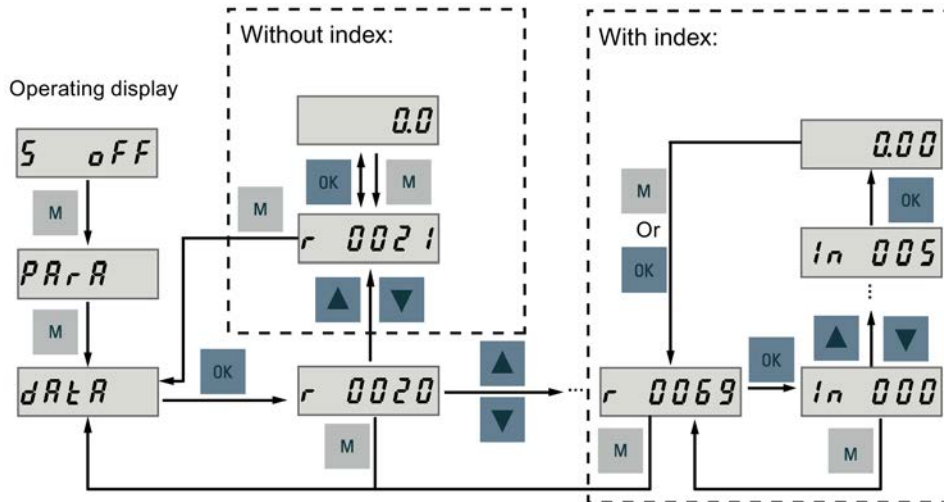 Without index:
With index:
Operating display
0.0
S oFF
0.00
OK
M
M
M
M
OK
r 0021
Or
OK
In 005
PArA
M
OK
OK
dAtA
r 0020
r 0069
In 000
M
M
M